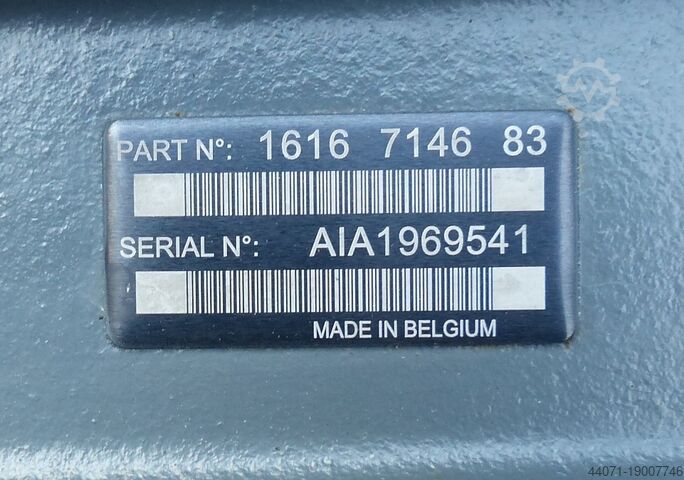 PART N°: 1616 7146 83
SERIAL N°: AIA1969541
MADE IN BELGIUM
44071-19007746